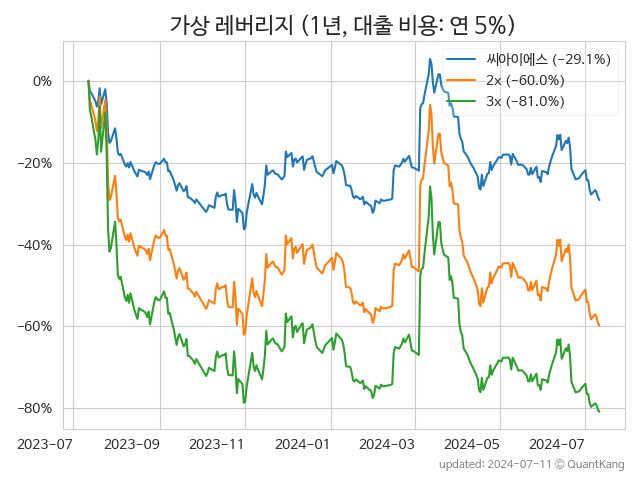 가상 레버리지 (1년, 대출 비용: 연 5%)
씨아이에스 (−29.1%)
2x (−60.0%)
3x (−81.0%)
0%
−20%
−40%
−60%
−80%
2023-07 2023-09 2023-11 2024-01 2024-03 2024-05 2024-07
updated: 2024-07-11 © QuantKang